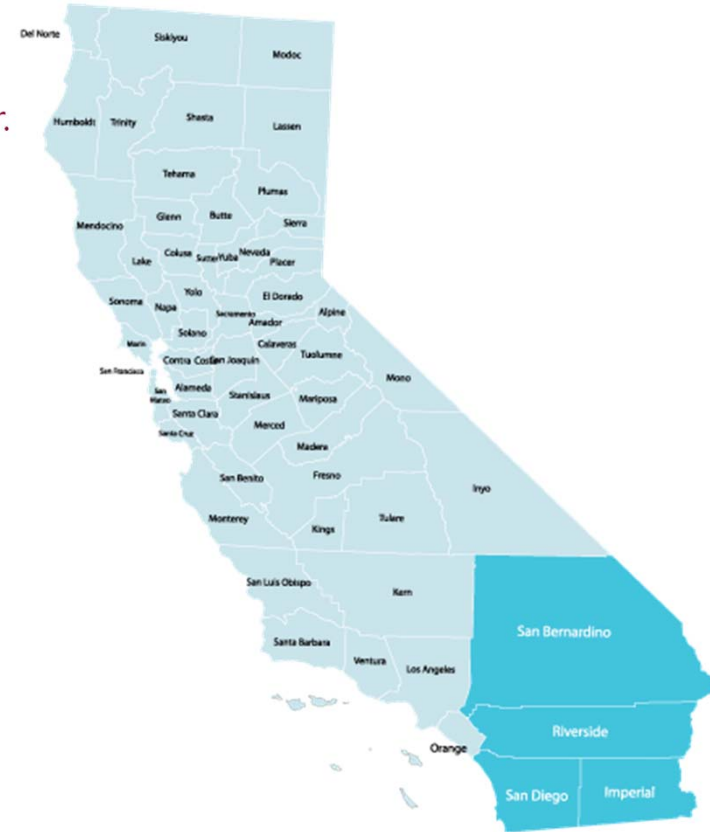 Del Norte
Siskiyou
Modoc
r.
Humboldt
Trinity
Shasta
Lassen
Tehama
Plumas
Mendocino
Glenn
Butte
Sierra
Lake
Colusa
Sutter
Yuba
Nevada
Placer
Sonoma
Napa
Yolo
El Dorado
Sacramento
Amador
Alpine
Solano
Marin
Calaveras
Tuolumne
San Francisco
Contra Costa
San Joaquin
Mono
San
Mateo
Alameda
Stanislaus
Mariposa
Santa Clara
Merced
Santa Cruz
Madera
San Benito
Fresno
Inyo
Monterey
Kings
Tulare
San Luis Obispo
Kern
Santa Barbara
Ventura
Los Angeles
San Bernardino
Orange
Riverside
San Diego
Imperial